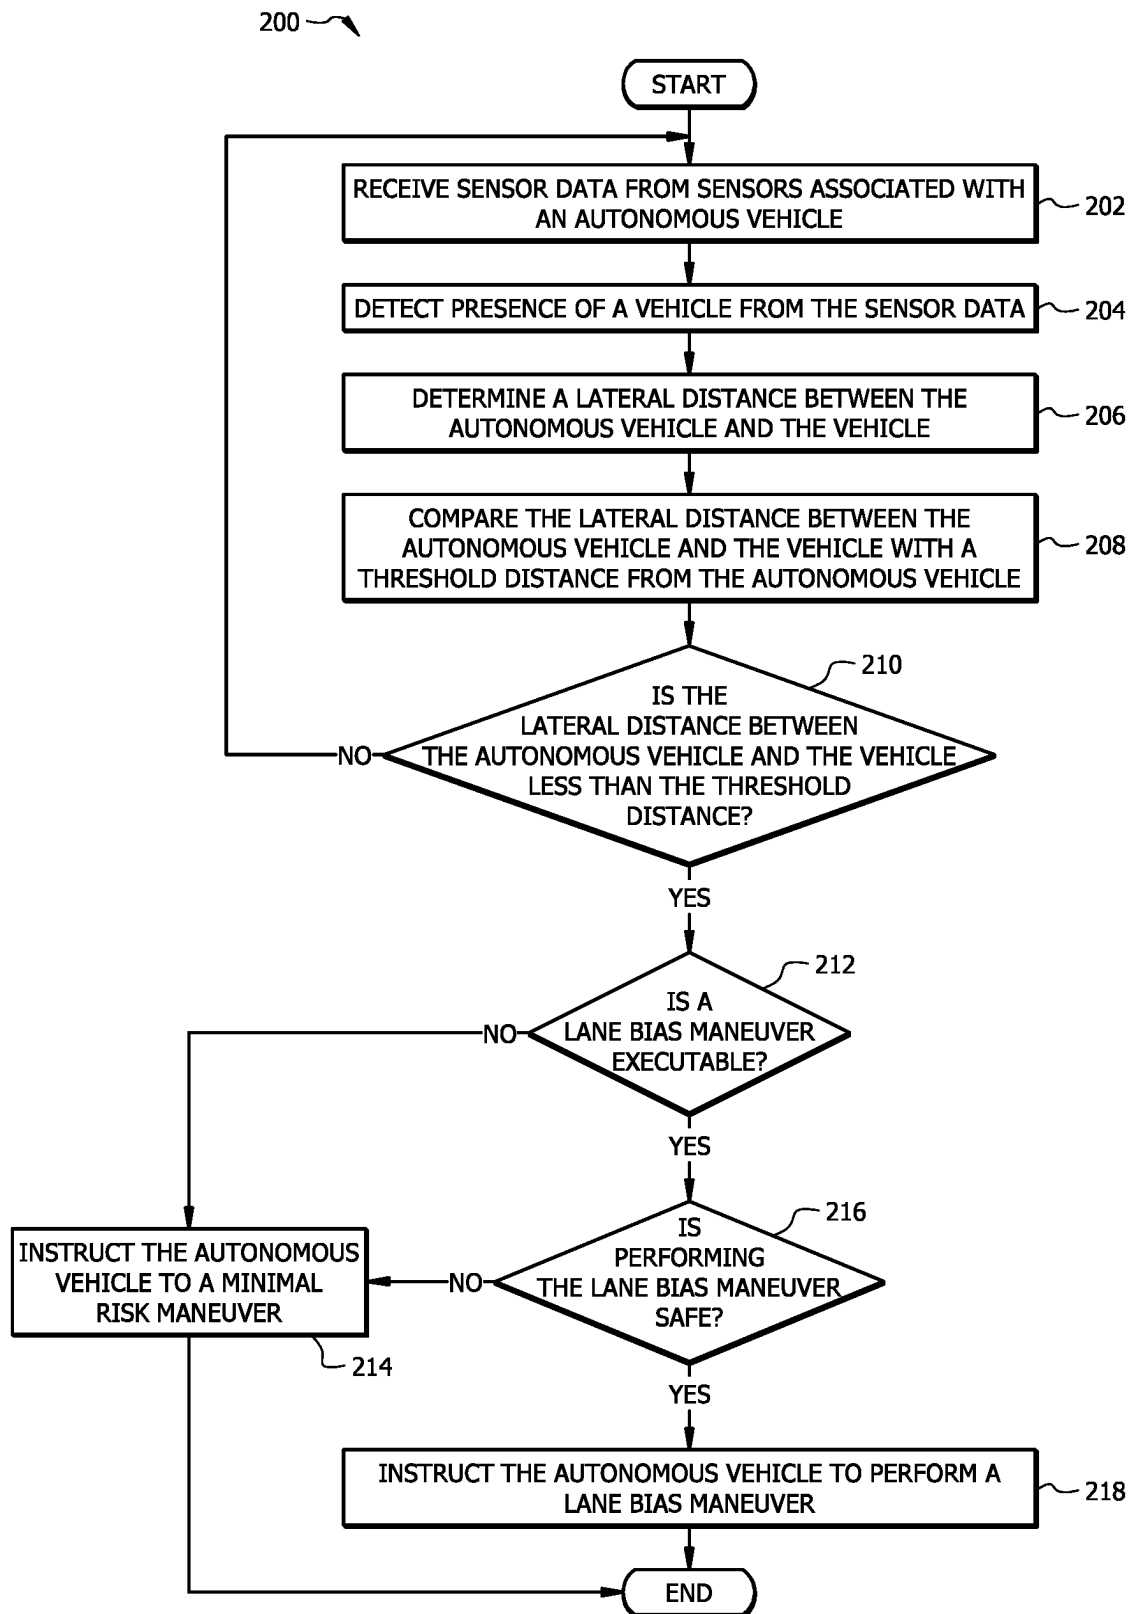 200
START
RECEIVE SENSOR DATA FROM SENSORS ASSOCIATED WITH
AN AUTONOMOUS VEHICLE
202
DETECT PRESENCE OF A VEHICLE FROM THE SENSOR DATA
204
DETERMINE A LATERAL DISTANCE BETWEEN THE
AUTONOMOUS VEHICLE AND THE VEHICLE
206
COMPARE THE LATERAL DISTANCE BETWEEN THE
AUTONOMOUS VEHICLE AND THE VEHICLE WITH A
THRESHOLD DISTANCE FROM THE AUTONOMOUS VEHICLE
208
210
IS THE
LATERAL DISTANCE BETWEEN
THE AUTONOMOUS VEHICLE AND THE VEHICLE
LESS THAN THE THRESHOLD
DISTANCE?
NO
YES
212
IS A
LANE BIAS MANEUVER
EXECUTABLE?
NO
YES
216
IS
PERFORMING
THE LANE BIAS MANEUVER
SAFE?
NO
INSTRUCT THE AUTONOMOUS
VEHICLE TO A MINIMAL
RISK MANEUVER
214
YES
INSTRUCT THE AUTONOMOUS VEHICLE TO PERFORM A
LANE BIAS MANEUVER
218
END